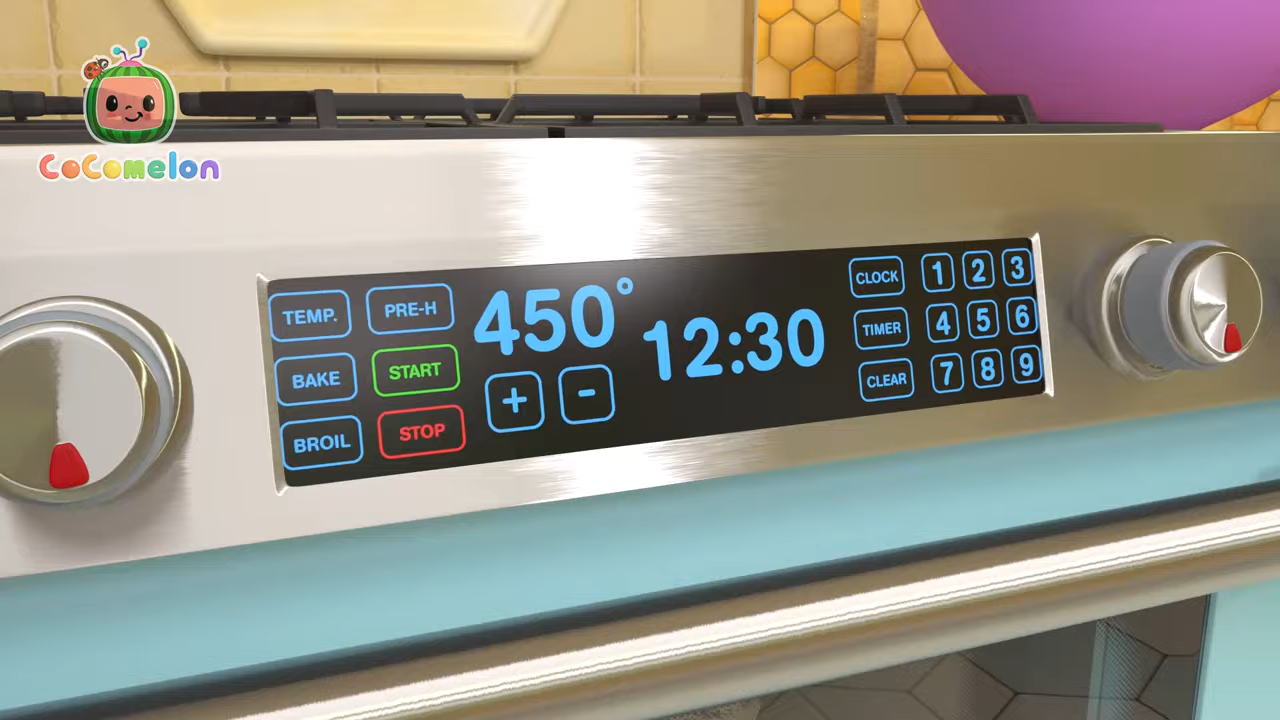 CoComelon
TEMP. PRE-H 450° 12:30 CLOCK 1 2 3
BAKE START + - TIMER 4 5 6
BROIL STOP CLEAR 7 8 9